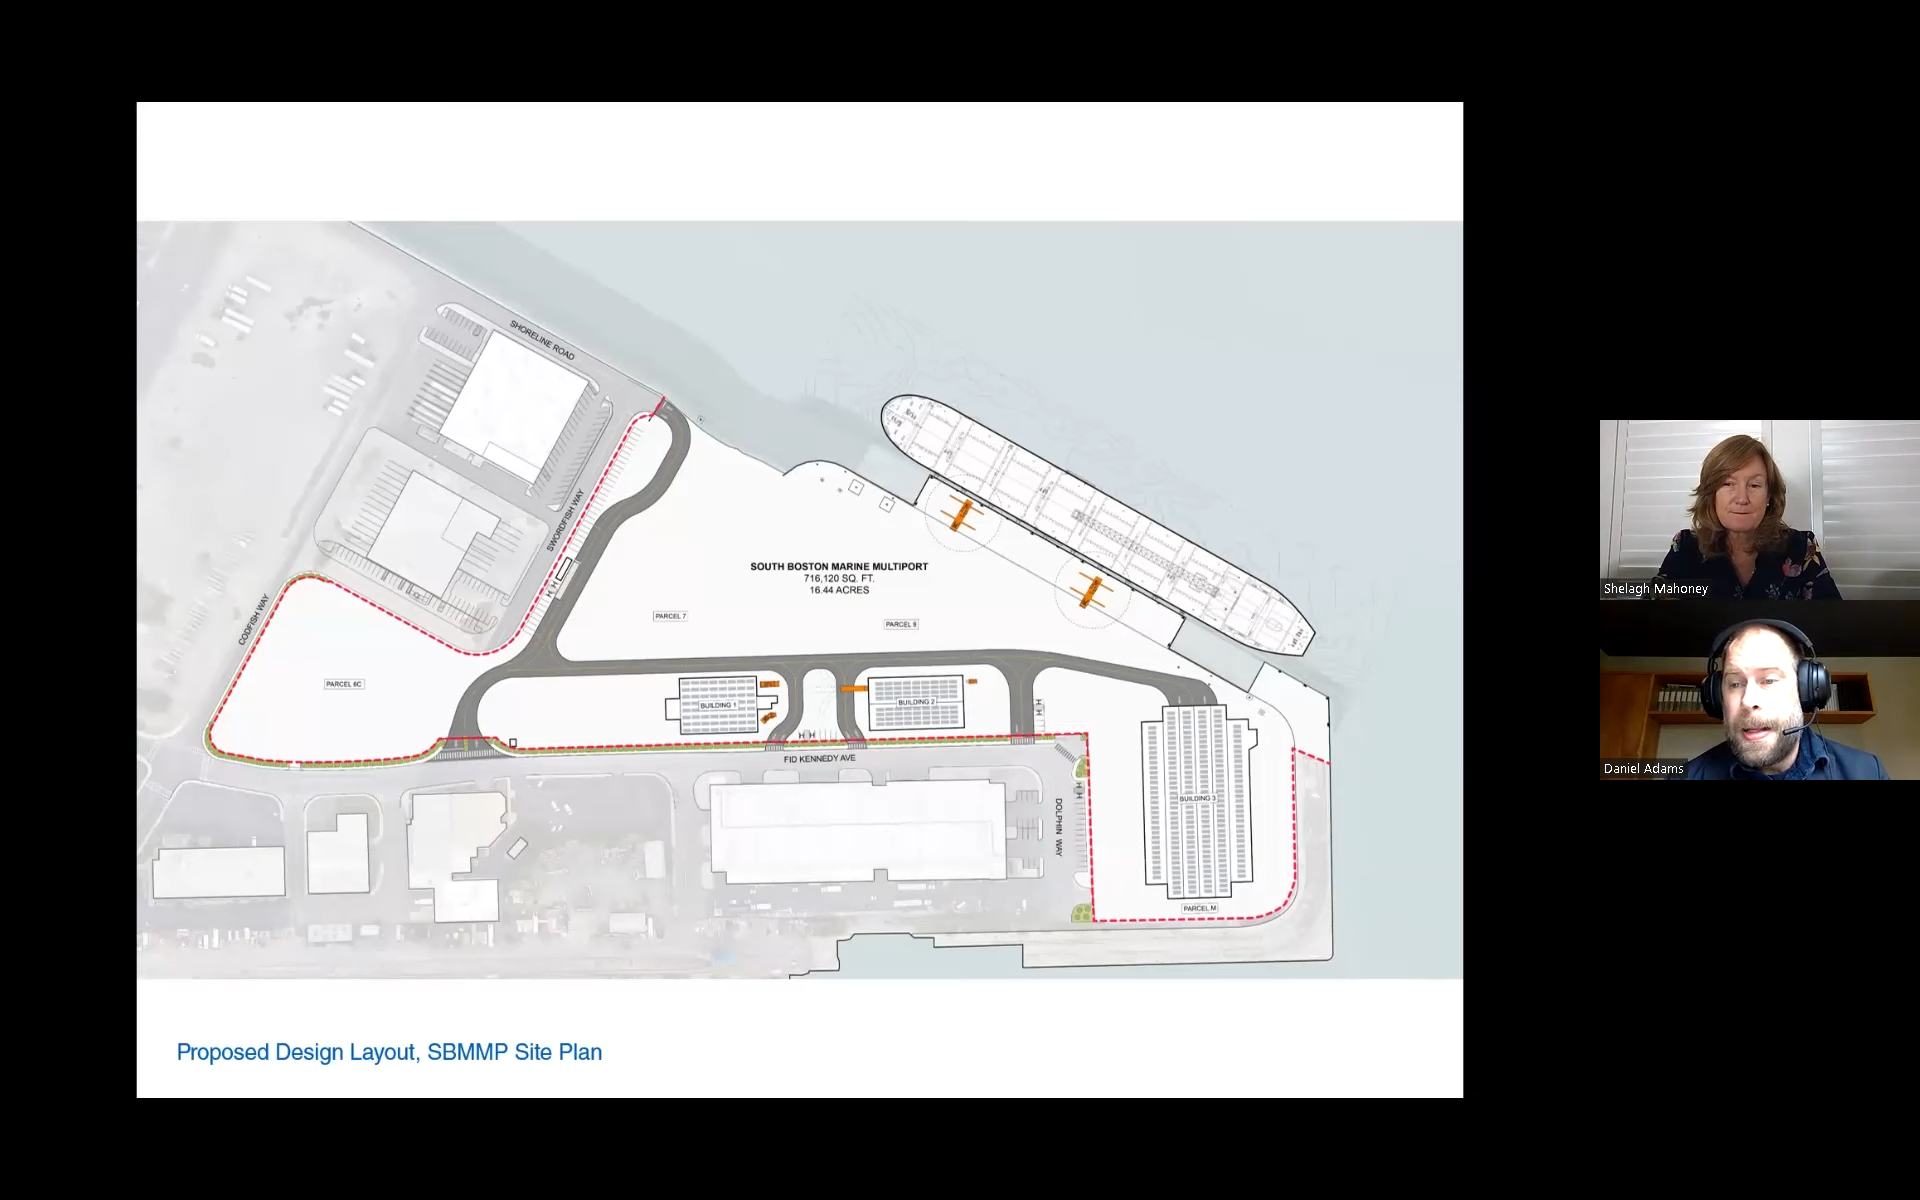 SHORELINE ROAD
SWORDFISH WAY
CODFISH WAY
SOUTH BOSTON MARINE MULTIPORT
716,120 SQ. FT.
16.44 ACRES
PARCEL 7
PARCEL 8
PARCEL 6C
BUILDING 1
BUILDING 2
FID KENNEDY AVE
DOLPHIN WAY
BUILDING 3
PARCEL M
Proposed Design Layout, SBMMP Site Plan
Shelagh Mahoney
Daniel Adams